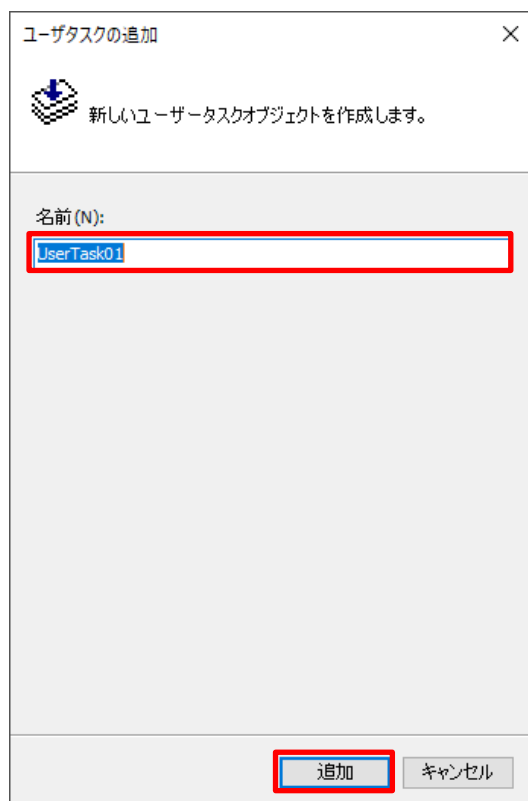 ユーザタスクの追加
新しいユーザータスクオブジェクトを作成します。
名前(N):
UserTask01
追加
キャンセル